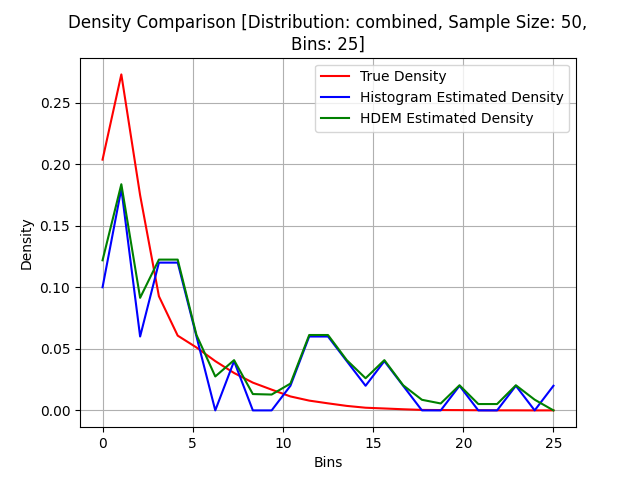 Density Comparison [Distribution: combined, Sample Size: 50,
Bins: 25]
True Density
Histogram Estimated Density
HDEM Estimated Density
Density
0.25
0.20
0.15
0.10
0.05
0.00
0 5 10 15 20 25
Bins